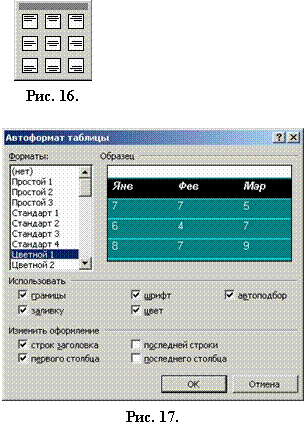 Рис. 16.
Автоформат таблицы
Форматы:
Образец
(нет)
Простой 1
Простой 2
Простой 3
Стандарт 1
Стандарт 2
Стандарт 3
Стандарт 4
Цветной 1
Цветной 2
Янв Фев Мар
7 7 5
6 4 7
8 7 9
Использовать
границы шрифт автоподбор
заливку цвет
Изменить оформление
строк заголовка последней строки
первого столбца последнего столбца
ОК Отмена
Рис. 17.